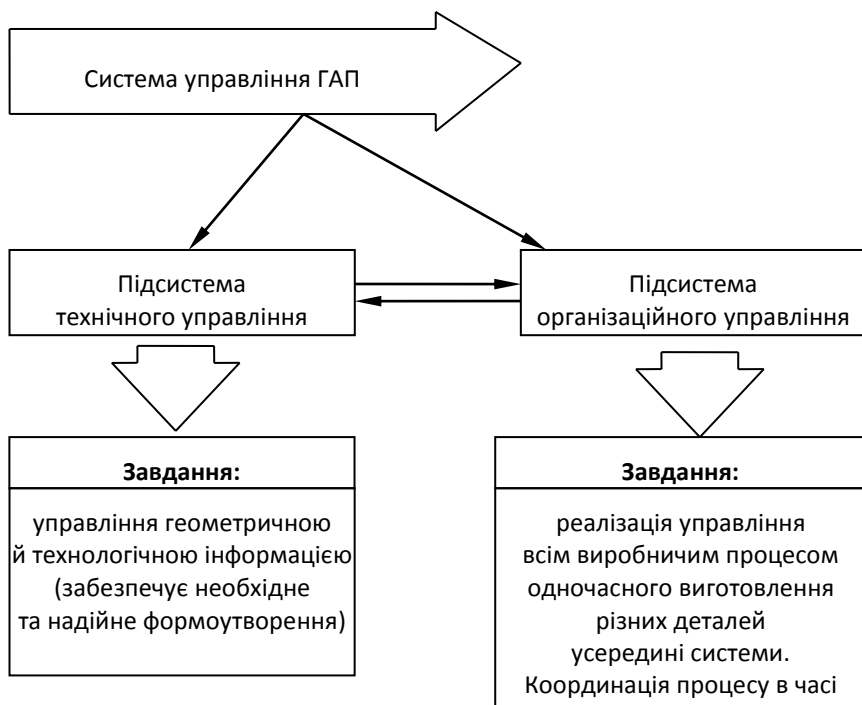 Система управління ГАП
Підсистема
технічного управління
Підсистема
організаційного управління
Завдання:
управління геометричною
й технологічною інформацією
(забезпечує необхідне
та надійне формоутворення)
Завдання:
реалізація управління
всім виробничим процесом
одночасного виготовлення
різних деталей
усередині системи.
Координація процесу в часі